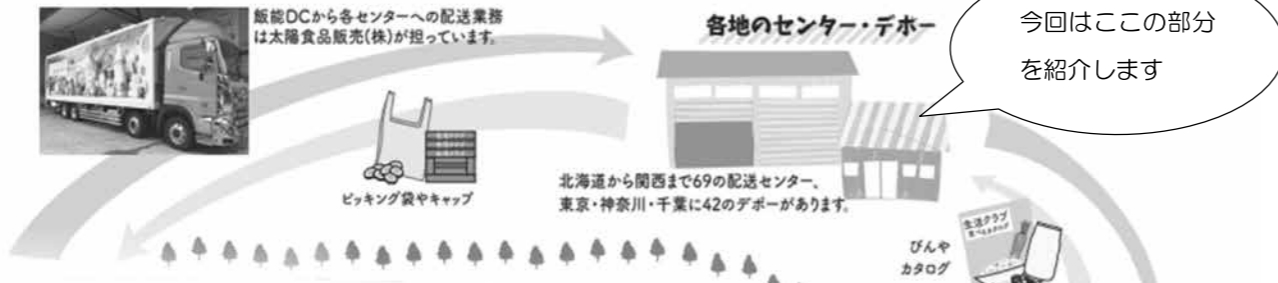 飯能DCから各センターへの配送業務
は太陽食品販売(株)が担っています。
各地のセンター・デポー
今回はここの部分
を紹介します
ピッキング袋やキャップ
北海道から関西まで69の配送センター、
東京・神奈川・千葉に42のデポーがあります。
生活クラブ
びんや
カタログ